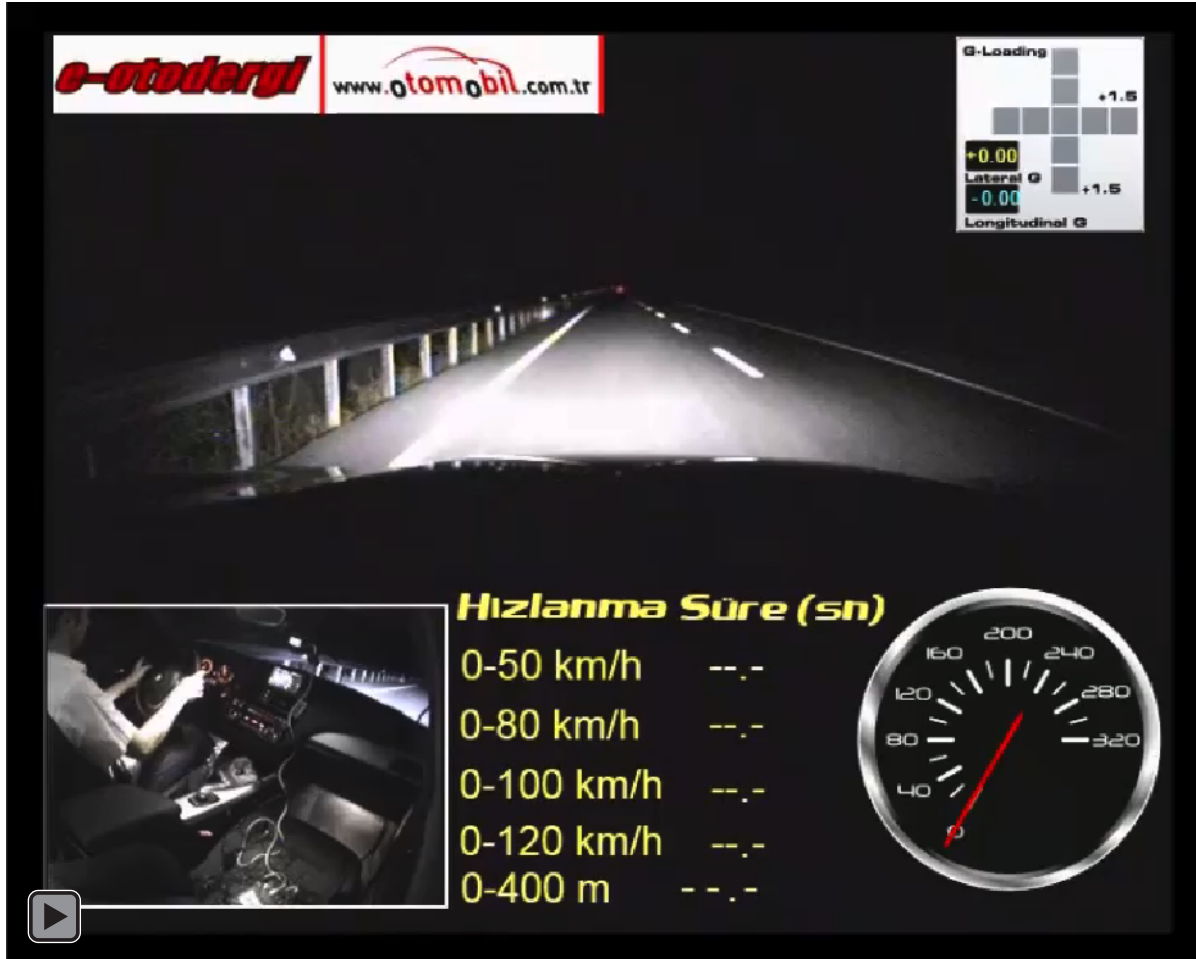 e-otodergi
www.otomobil.com.tr
G-Loading
+1.5
+0.00
Lateral G
+1.5
-0.00
Longitudinal G
Hızlanma Süre (sn)
0-50 km/h --.-
0-80 km/h --.-
0-100 km/h --.-
0-120 km/h --.-
0-400 m --.-
0
40
80
120
160
200
240
280
320